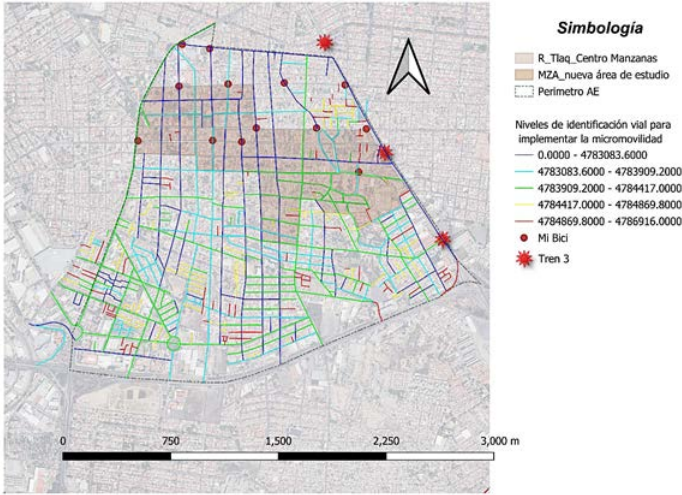 Simbología
R_Tlaq_Centro Manzanas
MZA_nueva área de estudio
Perimetro AE
Niveles de identificación vial para
implementar la micromovilidad
0.0000 - 4783083.6000
4783083.6000 - 4783909.2000
4783909.2000 - 4784417.0000
4784417.0000 - 4784869.8000
4784869.8000 - 4786916.0000
Mi Bici
Tren 3
0 750 1,500 2,250 3,000 m